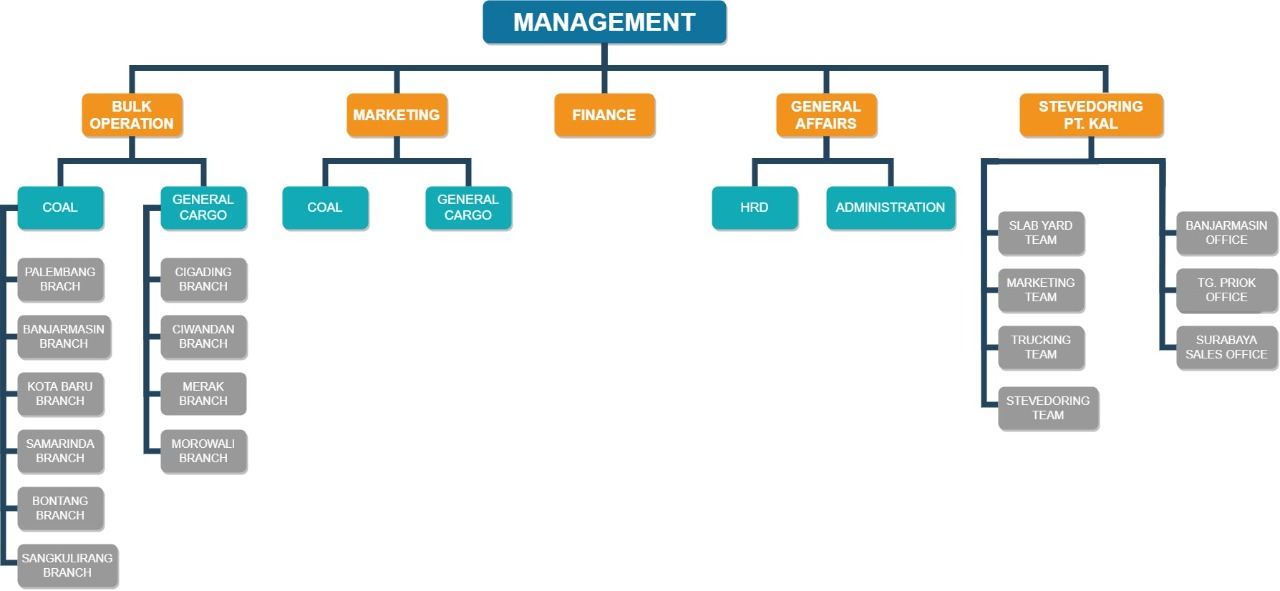 MANAGEMENT
BULK
OPERATION
MARKETING
FINANCE
GENERAL
AFFAIRS
STEVEDORING
PT. KAL
COAL
GENERAL
CARGO
COAL
GENERAL
CARGO
HRD
ADMINISTRATION
PALEMBANG
BRACH
BANJARMASIN
BRANCH
KOTA BARU
BRANCH
SAMARINDA
BRANCH
BONTANG
BRANCH
SANGKULIRANG
BRANCH
CIGADING
BRANCH
CIWANDAN
BRANCH
MERAK
BRANCH
MOROWALI
BRANCH
SLAB YARD
TEAM
MARKETING
TEAM
TRUCKING
TEAM
STEVEDORING
TEAM
BANJARMASIN
OFFICE
TG. PRIOK
OFFICE
SURABAYA
SALES OFFICE